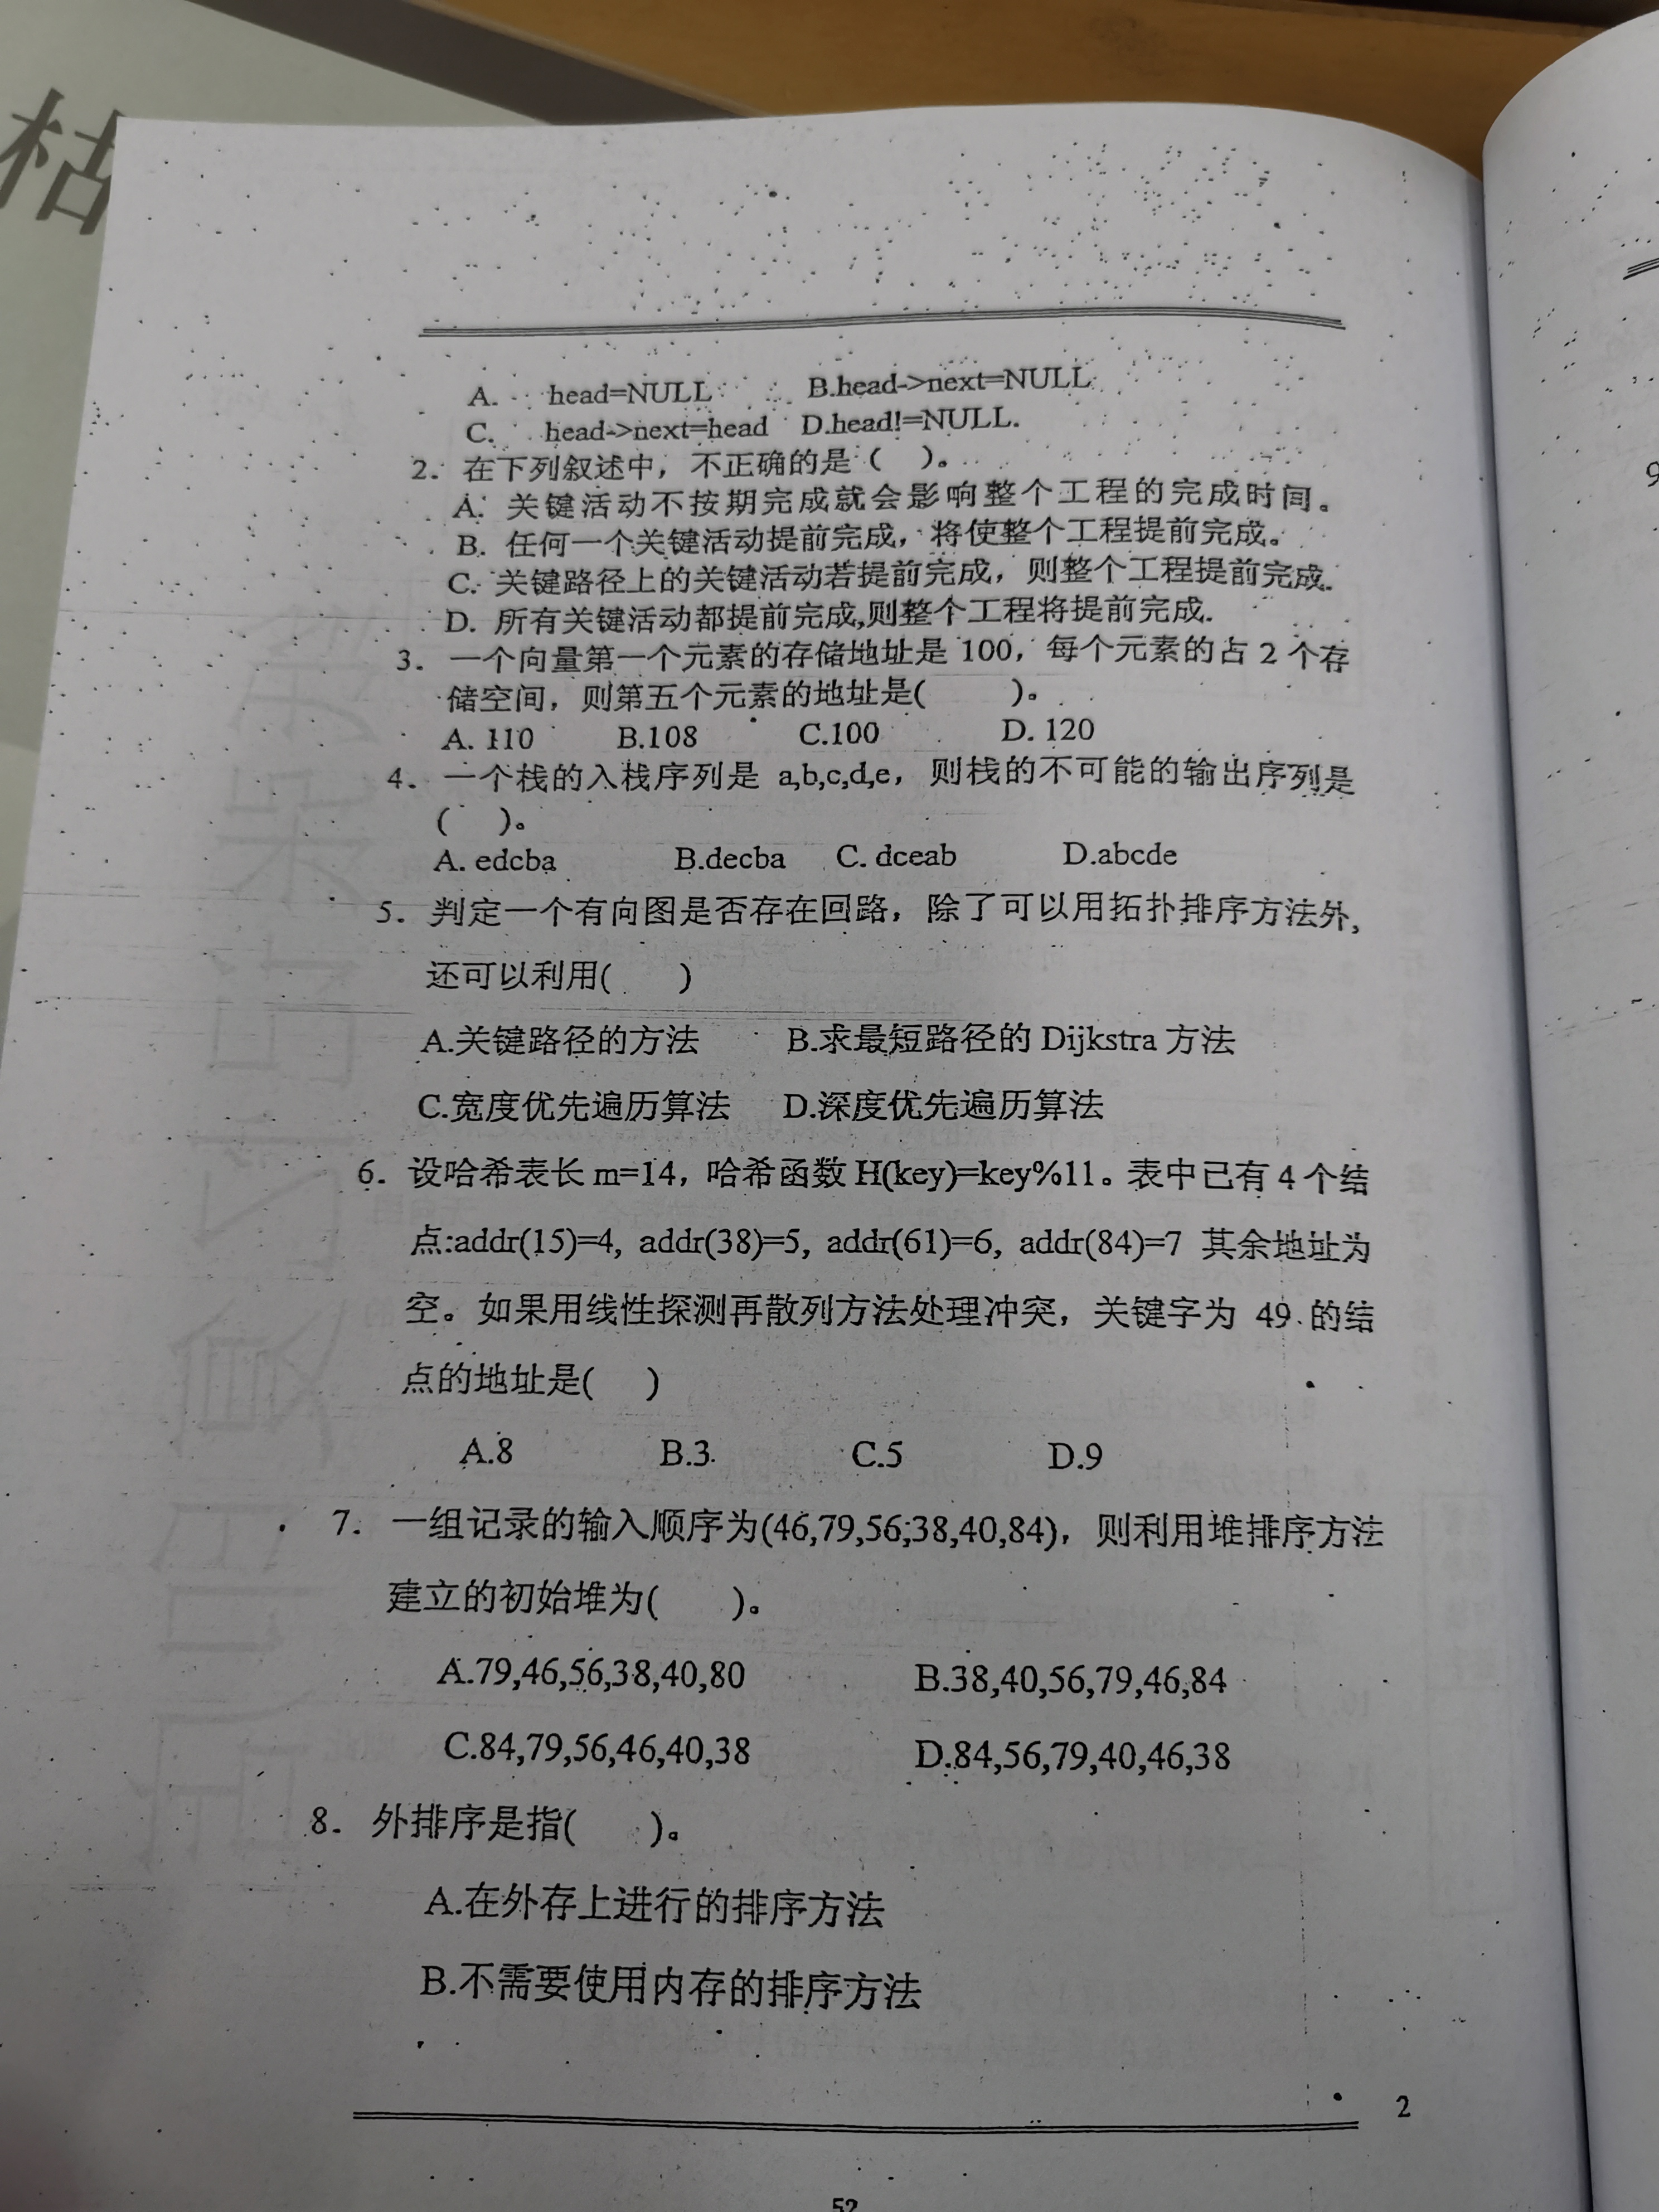 枯
A. head=NULL B.head->next=NULL
C. head->next=head D.head!=NULL.
2. 在下列叙述中，不正确的是（ ）。
A. 关键活动不按期完成就会影响整个工程的完成时间。
B. 任何一个关键活动提前完成，将使整个工程提前完成。
C. 关键路径上的关键活动若提前完成，则整个工程提前完成.
D. 所有关键活动都提前完成,则整个工程将提前完成.
3. 一个向量第一个元素的存储地址是 100，每个元素的占 2 个存
储空间，则第五个元素的地址是( )。
A. 110 B.108 C.100 D. 120
4. 一个栈的入栈序列是 a,b,c,d,e，则栈的不可能的输出序列是
( )。
A. edcba B.decba C. dceab D.abcde
5. 判定一个有向图是否存在回路，除了可以用拓扑排序方法外,
还可以利用( )
A.关键路径的方法 B.求最短路径的 Dijkstra 方法
C.宽度优先遍历算法 D.深度优先遍历算法
6. 设哈希表长 m=14，哈希函数 H(key)=key%11。表中已有 4 个结
点:addr(15)=4, addr(38)=5, addr(61)=6, addr(84)=7 其余地址为
空。如果用线性探测再散列方法处理冲突，关键字为 49 的结
点的地址是( )
A.8 B.3 C.5 D.9
7. 一组记录的输入顺序为(46,79,56,38,40,84)，则利用堆排序方法
建立的初始堆为( )。
A.79,46,56,38,40,80 B.38,40,56,79,46,84
C.84,79,56,46,40,38 D.84,56,79,40,46,38
8. 外排序是指( )。
A.在外存上进行的排序方法
B.不需要使用内存的排序方法
2
52
9